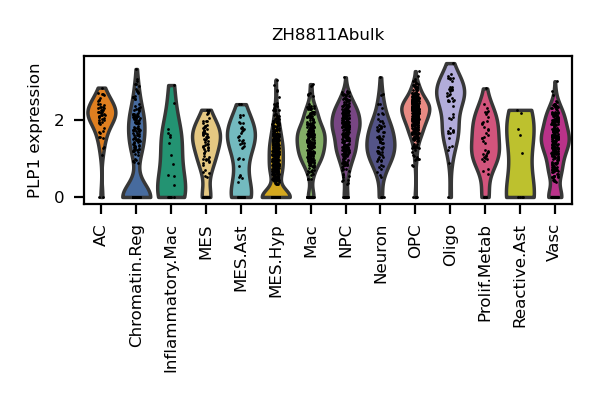 ZH8811Abulk
PLP1 expression
2
0
AC
Chromatin.Reg
Inflammatory.Mac
MES
MES.Ast
MES.Hyp
Mac
NPC
Neuron
OPC
Oligo
Prolif.Metab
Reactive.Ast
Vasc